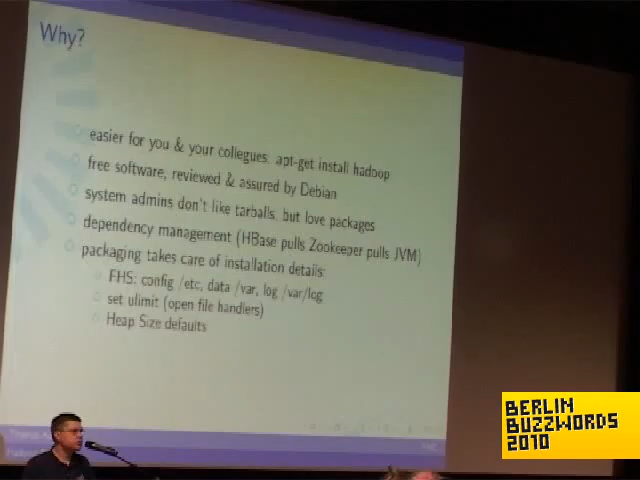 Why?
easier for you & your collegues: apt-get install hadoop
free software, reviewed & assured by Debian
system admins don't like tarballs, but love packages
dependency management (HBase pulls Zookeeper pulls JVM)
packaging takes care of installation details:
FHS: config /etc, data /var, log /var/log
set ulimit (open file handlers)
Heap Size defaults
BERLIN
BUZZWORDS
2010